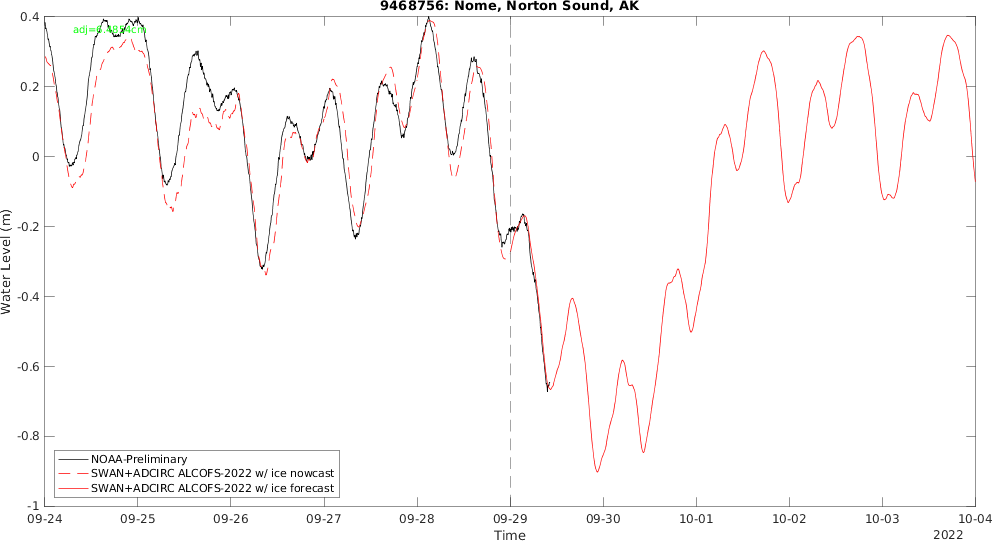 9468756: Nome, Norton Sound, AK
0.4
0.2
0
-0.2
-0.4
-0.6
-0.8
-1
Water Level (m)
NOAA-Preliminary
SWAN+ADCIRC ALCOFS-2022 w/ ice nowcast
SWAN+ADCIRC ALCOFS-2022 w/ ice forecast
09-24 09-25 09-26 09-27 09-28 09-29 09-30 10-01 10-02 10-03 10-04
Time
2022